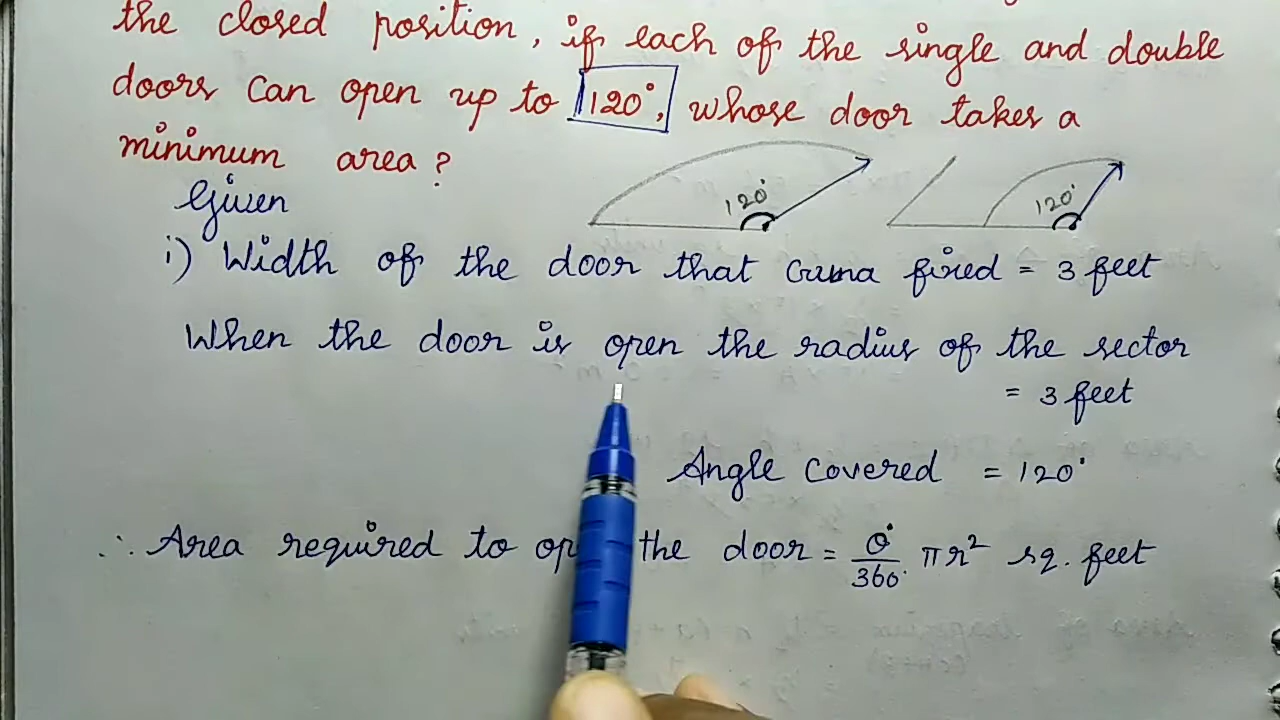 the closed position, if each of the single and double
doors can open up to 120°, whose door takes a
minimum area?
120° 120°
Given
i) Width of the door that Guna fixed = 3 feet
When the door is open the radius of the sector
= 3 feet
Angle covered = 120°
∴ Area required to op the door = θ°/360° πr² sq. feet